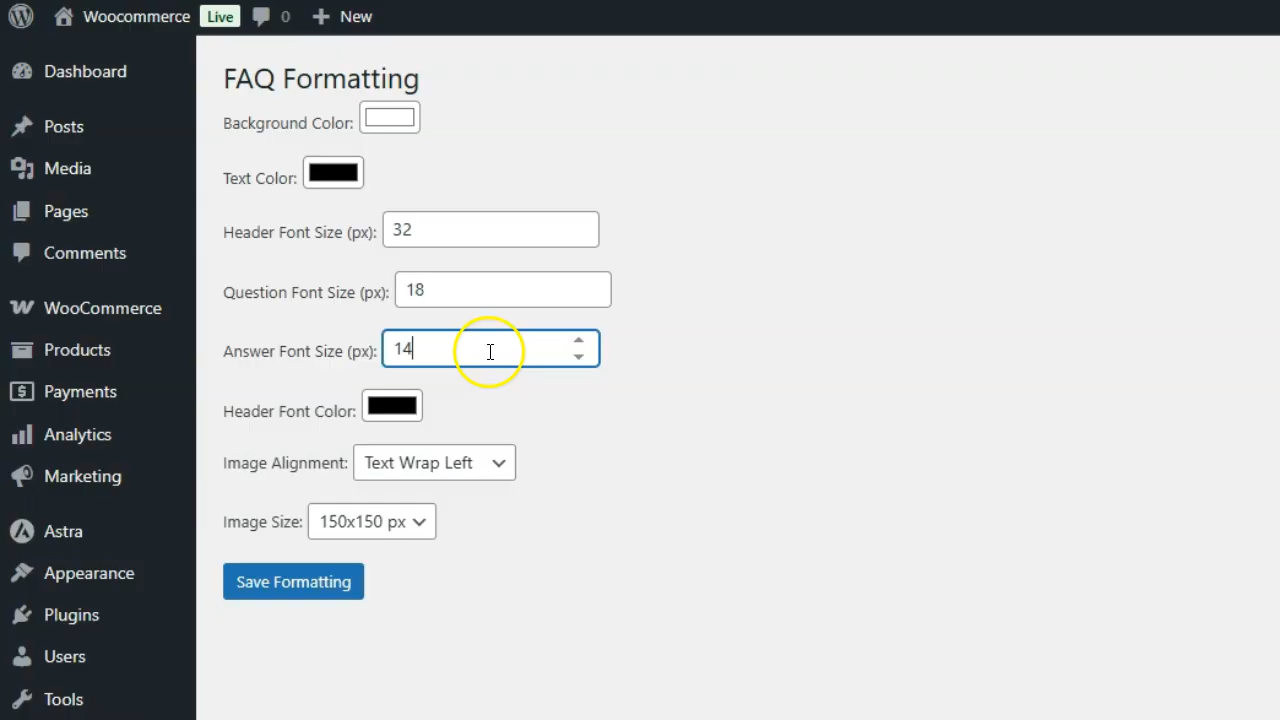 Woocommerce Live 0 New
Dashboard
Posts
Media
Pages
Comments
WooCommerce
Products
Payments
Analytics
Marketing
Astra
Appearance
Plugins
Users
Tools
FAQ Formatting
Background Color:
Text Color:
Header Font Size (px): 32
Question Font Size (px): 18
Answer Font Size (px): 14
Header Font Color:
Image Alignment: Text Wrap Left
Image Size: 150x150 px
Save Formatting